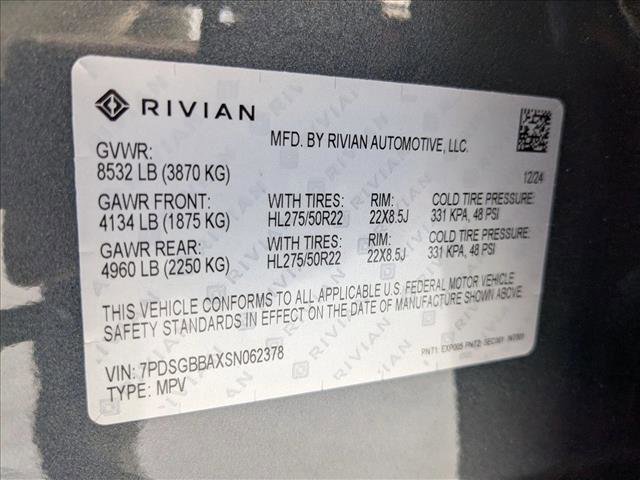 RIVIAN
MFD. BY RIVIAN AUTOMOTIVE, LLC.
12/24
GVWR:
8532 LB (3870 KG)
GAWR FRONT: WITH TIRES: RIM: COLD TIRE PRESSURE:
4134 LB (1875 KG) HL275/50R22 22X8.5J 331 KPA, 48 PSI
GAWR REAR: WITH TIRES: RIM: COLD TIRE PRESSURE:
4960 LB (2250 KG) HL275/50R22 22X8.5J 331 KPA, 48 PSI
THIS VEHICLE CONFORMS TO ALL APPLICABLE U.S. FEDERAL MOTOR VEHICLE
SAFETY STANDARDS IN EFFECT ON THE DATE OF MANUFACTURE SHOWN ABOVE.
VIN: 7PDSGBBAXSN062378
TYPE: MPV
PNT1: EXP005 PNT2: SEC001